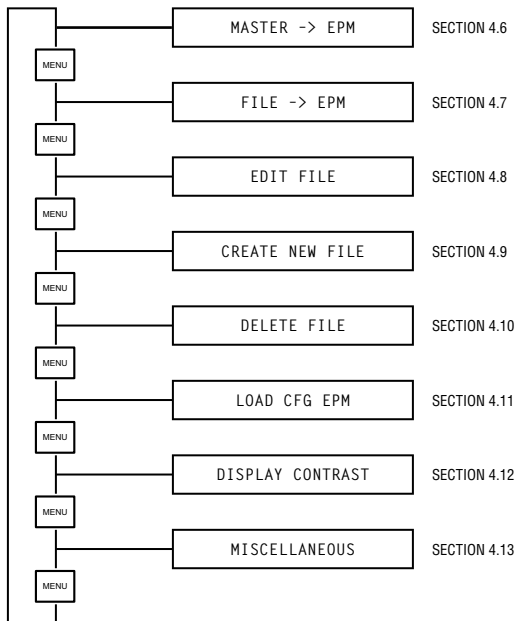 MASTER -> EPM SECTION 4.6
MENU
FILE -> EPM SECTION 4.7
MENU
EDIT FILE SECTION 4.8
MENU
CREATE NEW FILE SECTION 4.9
MENU
DELETE FILE SECTION 4.10
MENU
LOAD CFG EPM SECTION 4.11
MENU
DISPLAY CONTRAST SECTION 4.12
MENU
MISCELLANEOUS SECTION 4.13
MENU